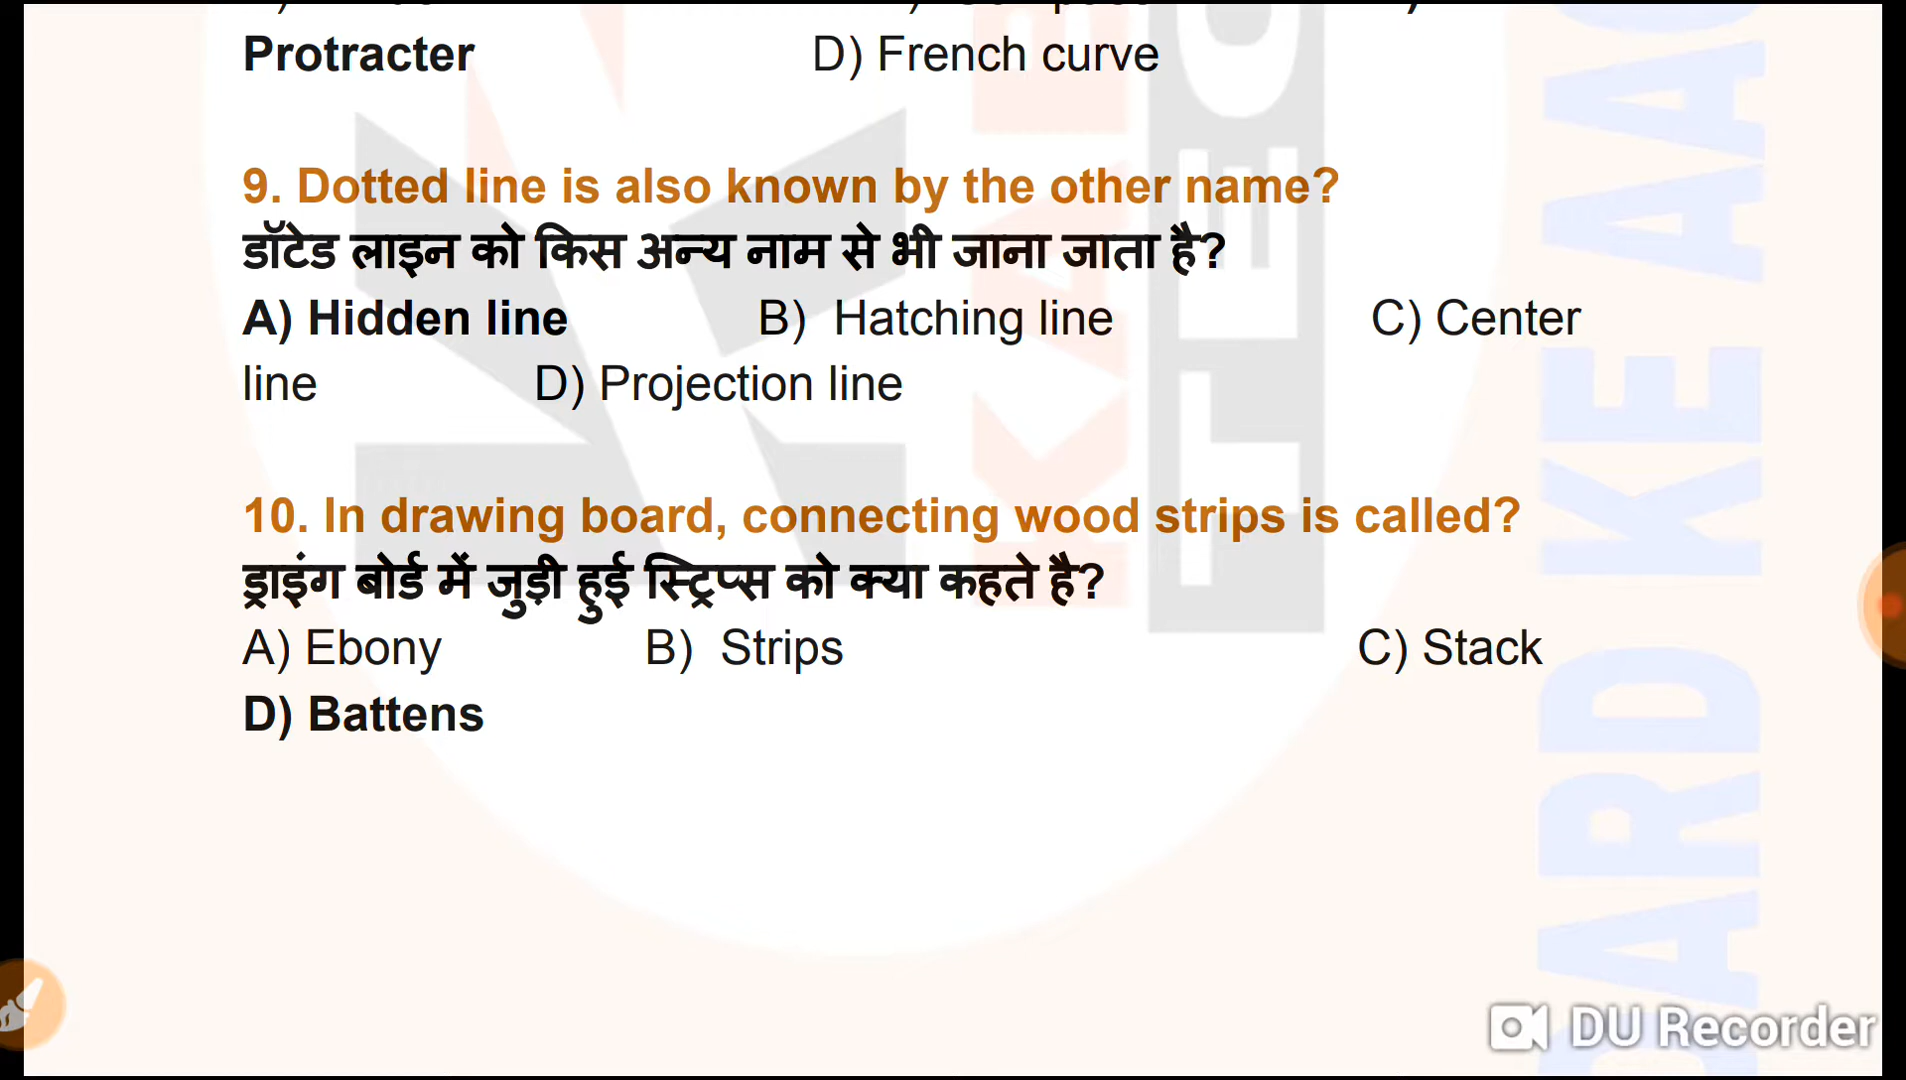 Protracter D) French curve
9. Dotted line is also known by the other name?
डॉटेड लाइन को किस अन्य नाम से भी जाना जाता है?
A) Hidden line B) Hatching line C) Center
line D) Projection line
10. In drawing board, connecting wood strips is called?
ड्राइंग बोर्ड में जुड़ी हुई स्ट्रिप्स को क्या कहते है?
A) Ebony B) Strips C) Stack
D) Battens
KE AAG
DU Recorder